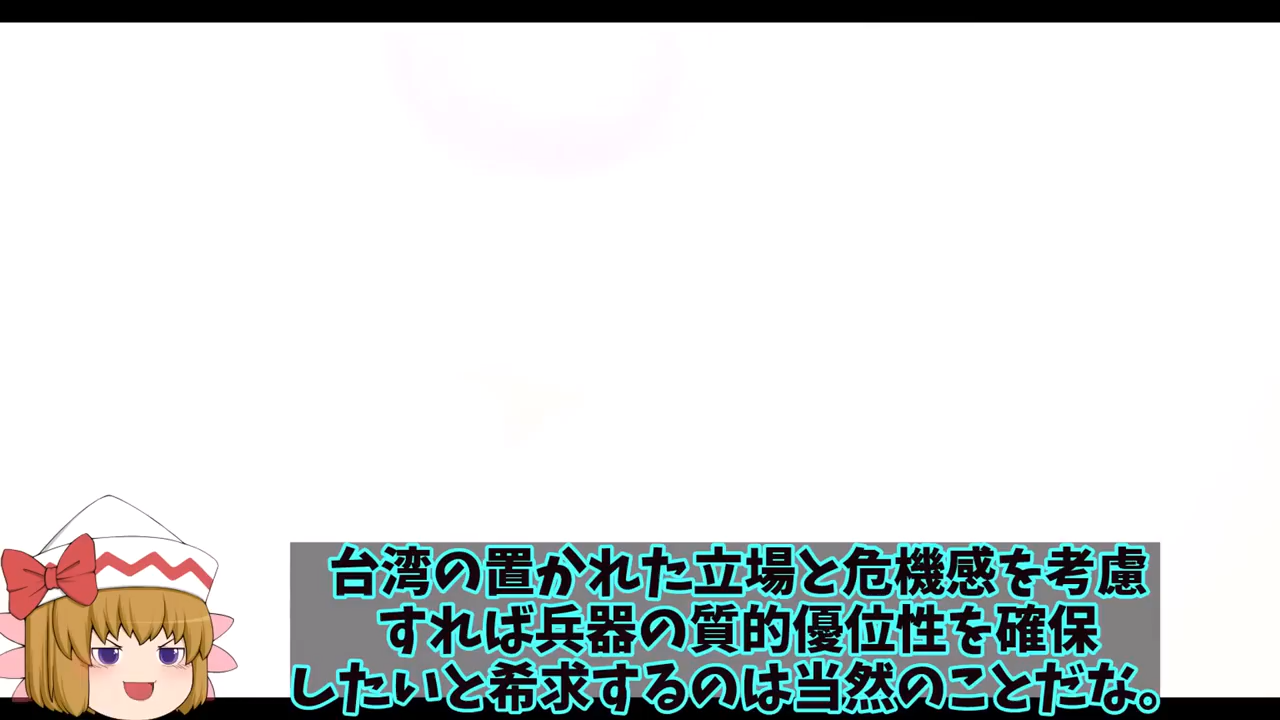 台湾の置かれた立場と危機感を考慮
すれば兵器の質的優位性を確保
したいと希求するのは当然のことだな。